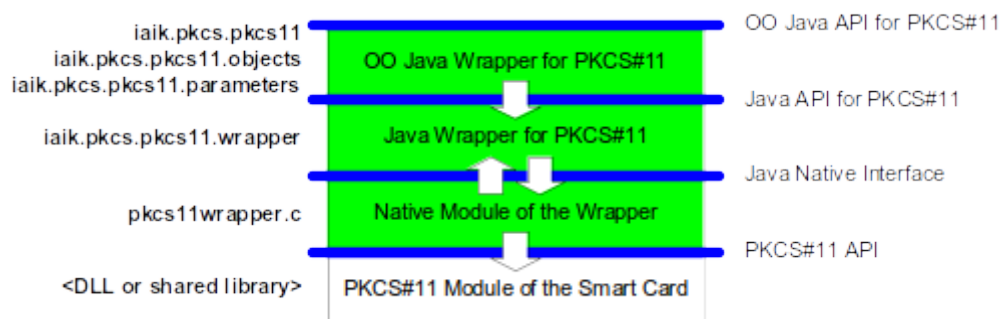 OO Java API for PKCS#11
iaik.pkcs.pkcs11
iaik.pkcs.pkcs11.objects
iaik.pkcs.pkcs11.parameters
OO Java Wrapper for PKCS#11
Java API for PKCS#11
iaik.pkcs.pkcs11.wrapper
Java Wrapper for PKCS#11
Java Native Interface
pkcs11wrapper.c
Native Module of the Wrapper
PKCS#11 API
<DLL or shared library>
PKCS#11 Module of the Smart Card